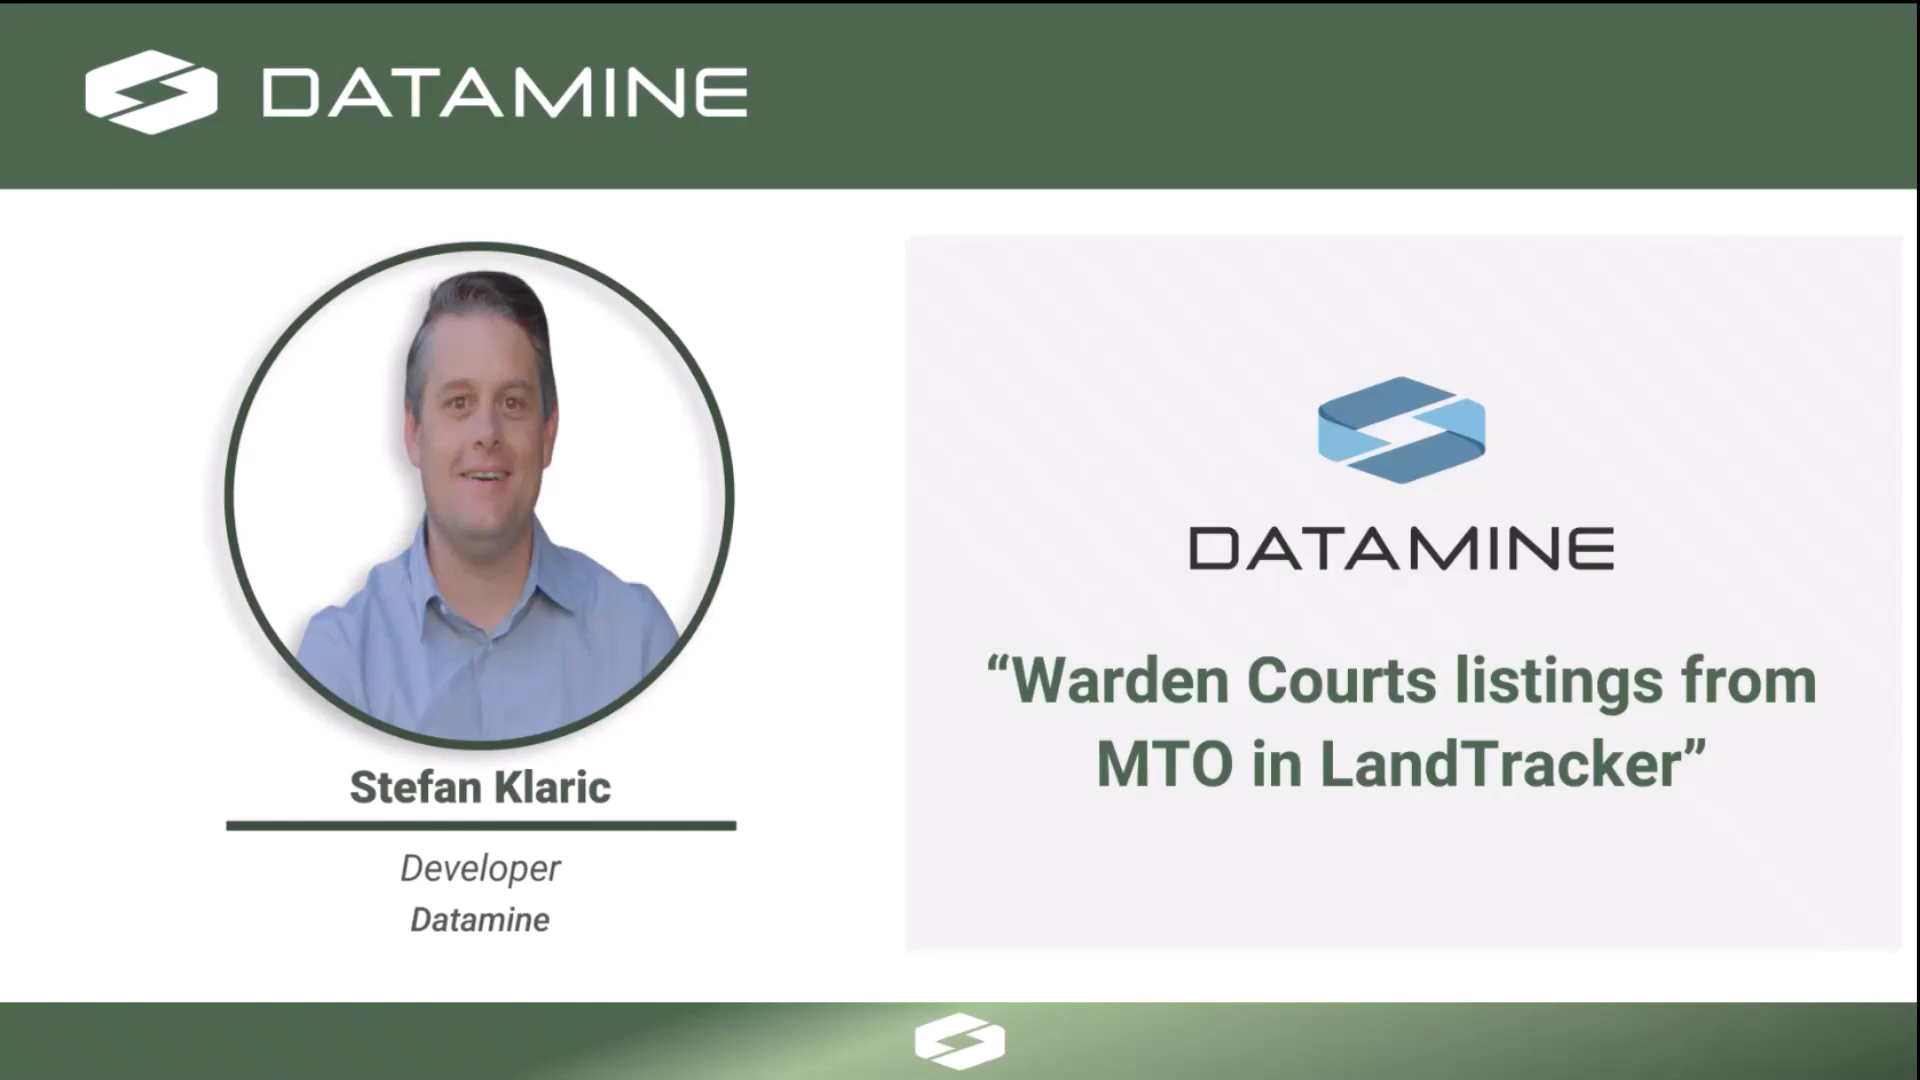 DATAMINE
Stefan Klaric
Developer
Datamine
DATAMINE
“Warden Courts listings from
MTO in LandTracker”